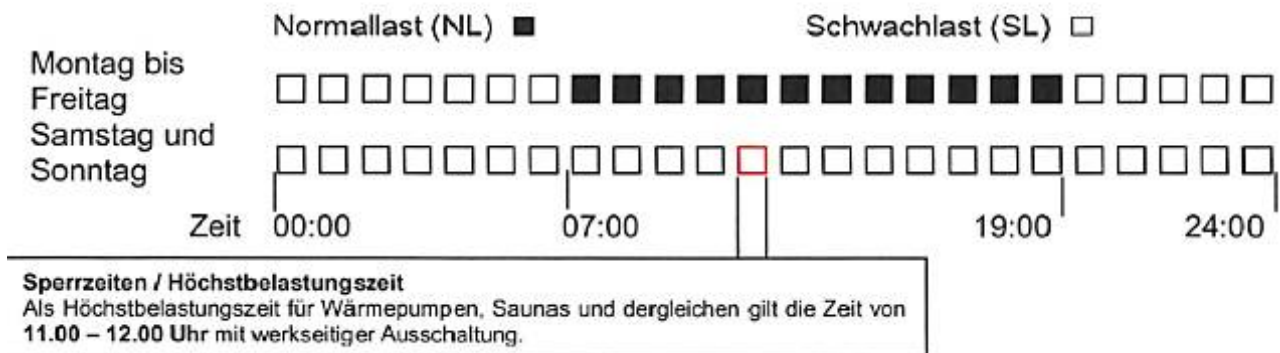 Normallast (NL) Schwachlast (SL)
Montag bis
Freitag
Samstag und
Sonntag
Zeit 00:00 07:00 19:00 24:00
Sperrzeiten / Höchstbelastungszeit
Als Höchstbelastungszeit für Wärmepumpen, Saunas und dergleichen gilt die Zeit von
11.00 – 12.00 Uhr mit werkseitiger Ausschaltung.